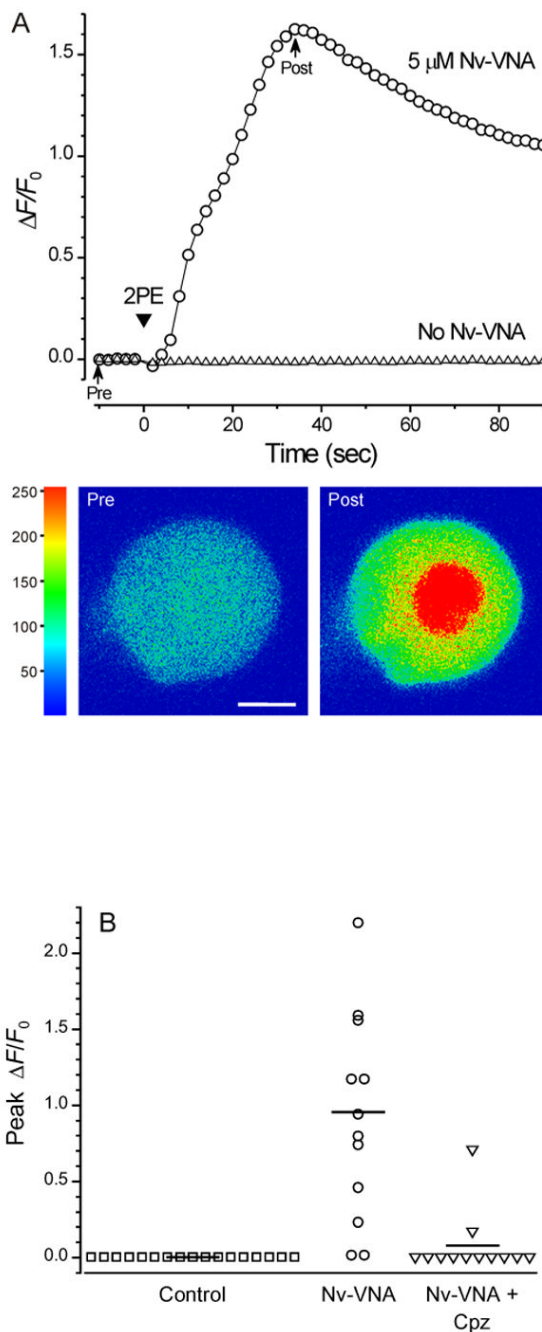 A
5 μM Nv-VNA
Post
1.5
1.0
ΔF/F0
0.5
2PE
No Nv-VNA
0.0
Pre
0 20 40 60 80
Time (sec)
250
200
150
100
50
Pre
Post
B
2.0
1.5
Peak ΔF/F0
1.0
0.5
0.0
Control
Nv-VNA
Nv-VNA +
Cpz